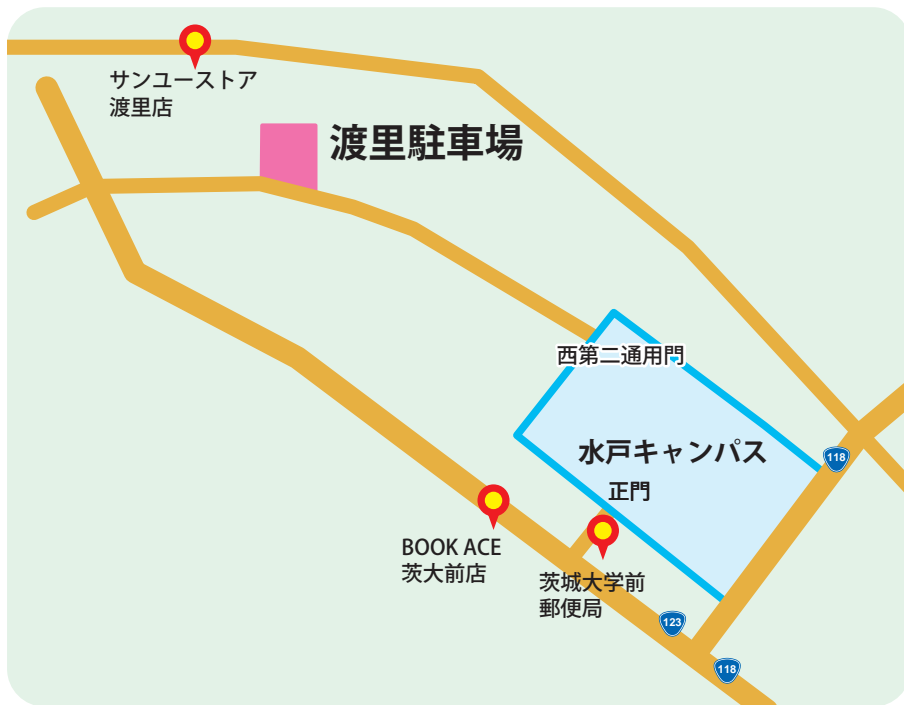 サンユーストア
渡里店
渡里駐車場
西第二通用門
水戸キャンパス
118
正門
BOOK ACE
茨大前店
茨城大学前
郵便局
123
118